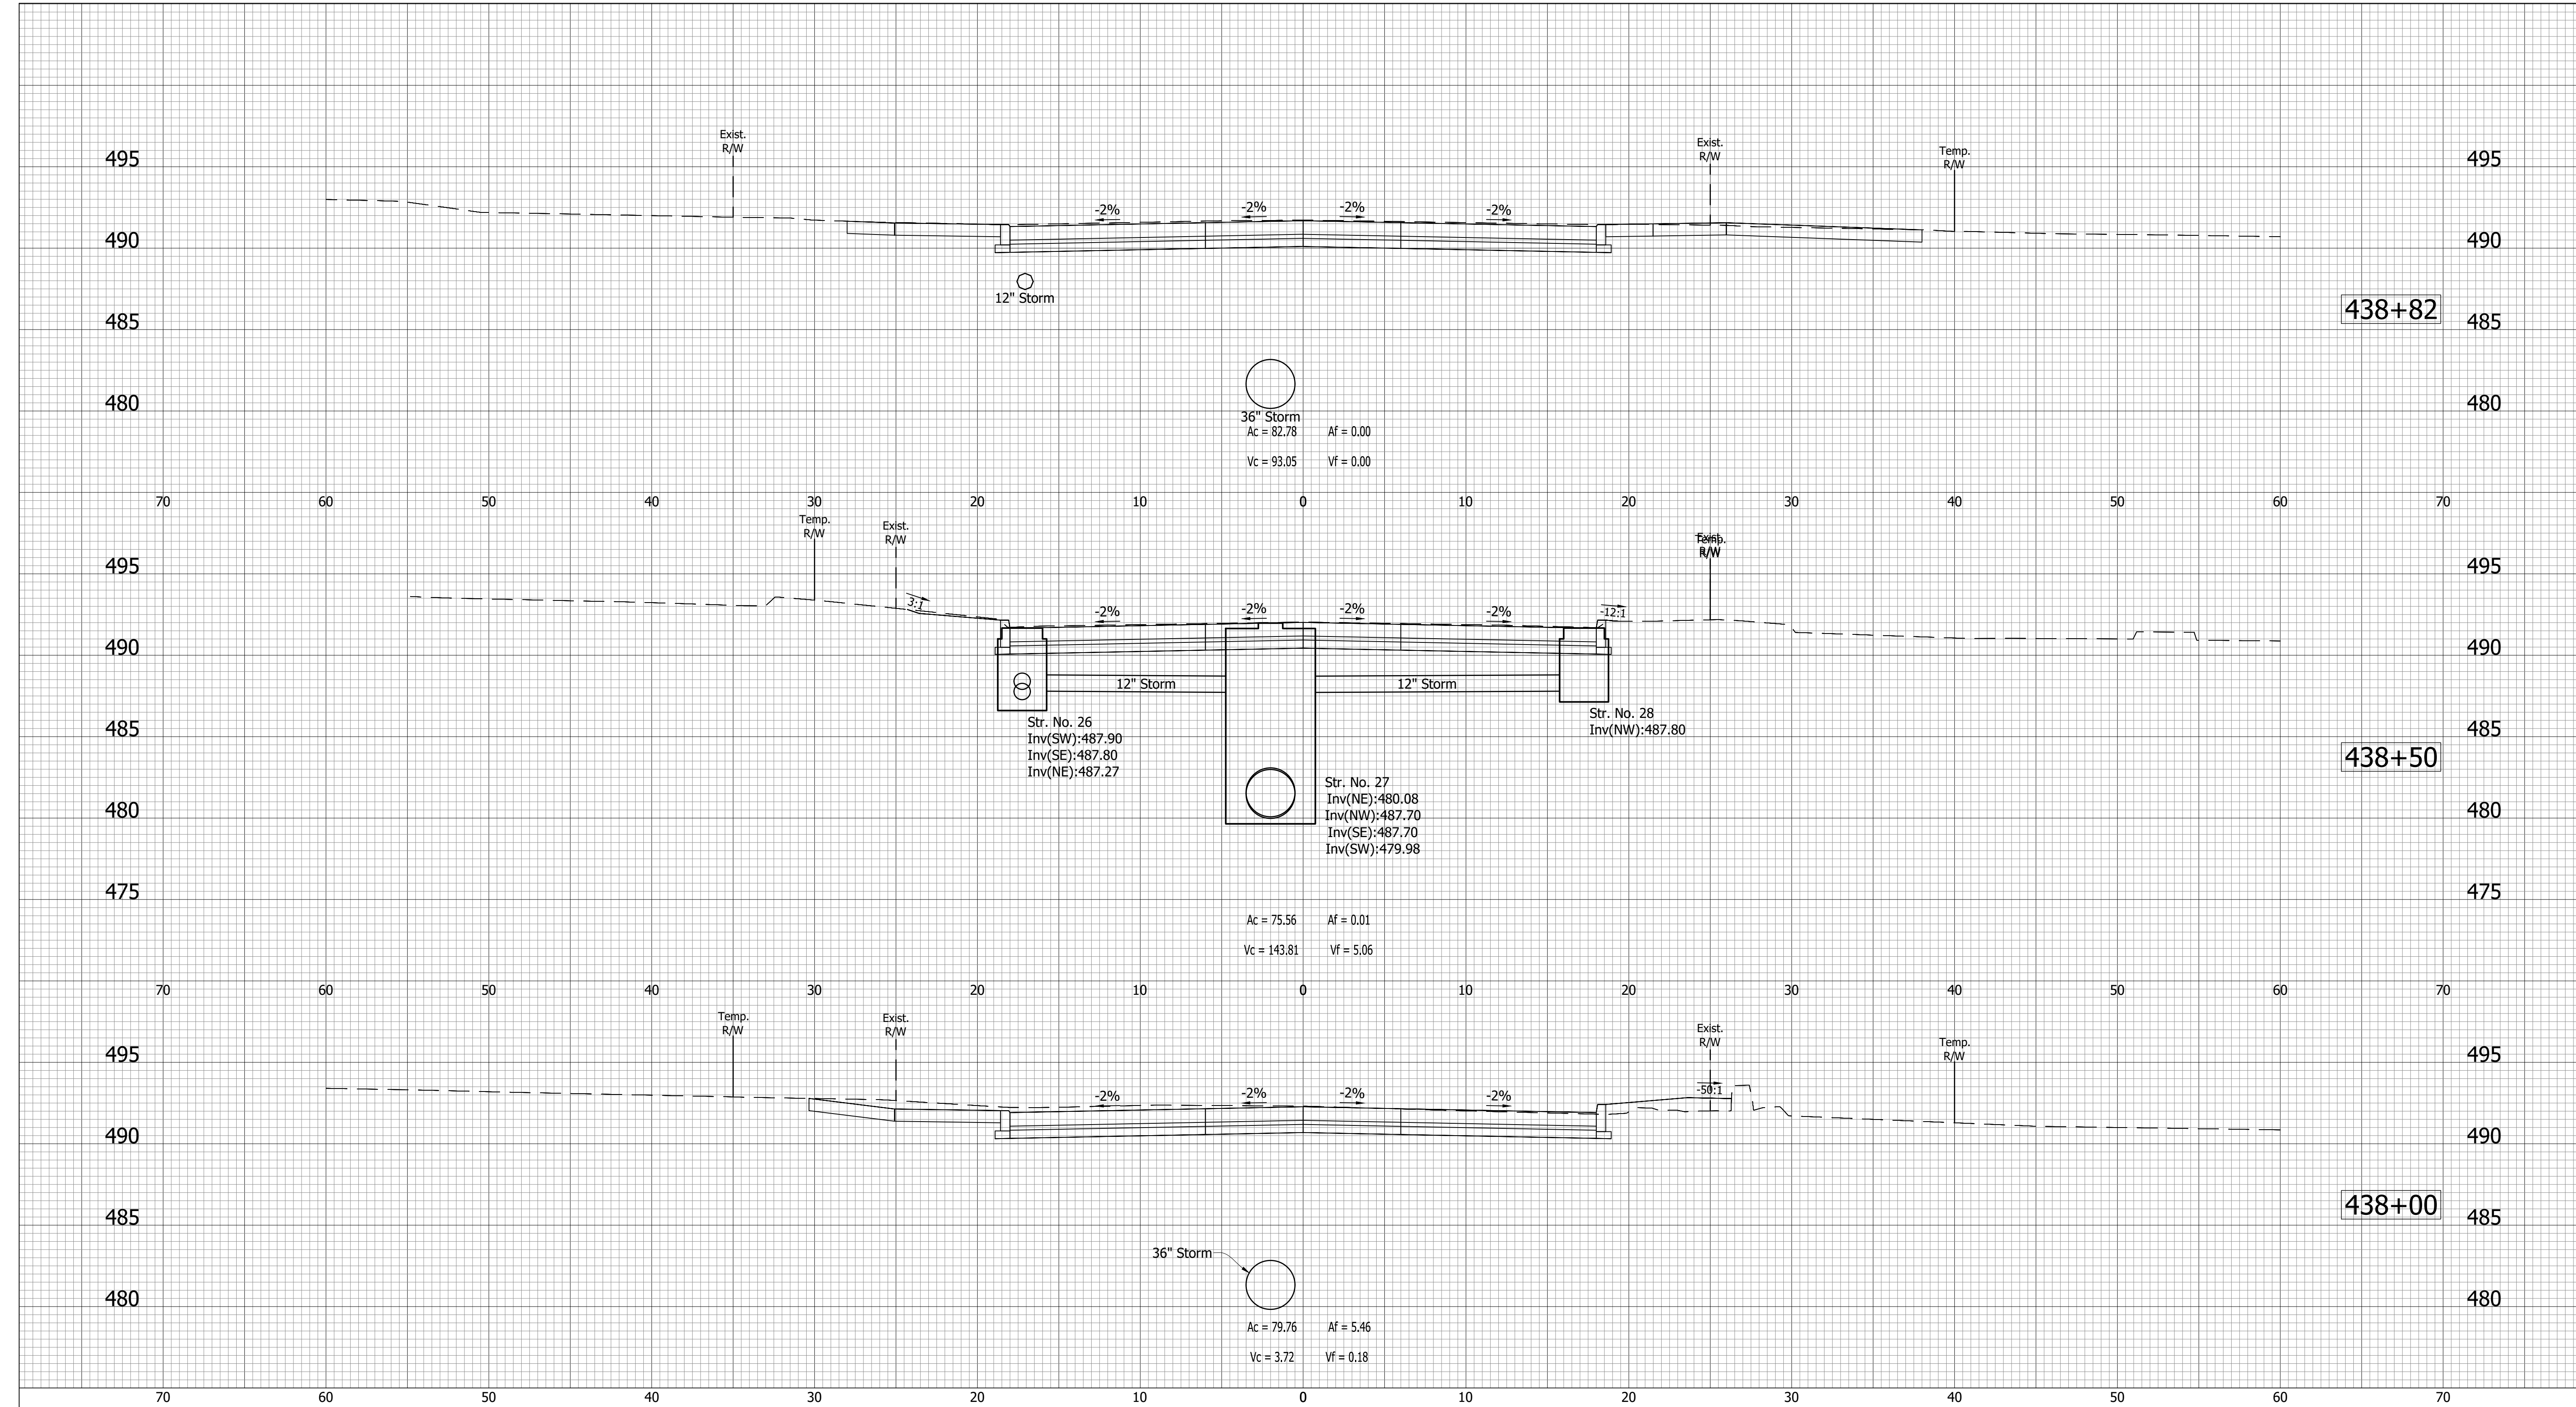 Exist.
R/W
Exist.
R/W
Temp.
R/W
495 495
-2% -2% -2% -2%
490 490
12" Storm
438+82
485 485
480 480
36" Storm
Ac = 82.78 Af = 0.00
Vc = 93.05 Vf = 0.00
70 60 50 40 30 20 10 0 10 20 30 40 50 60 70
Temp.
R/W
Exist.
R/W
Exist.
R/W
Temp.
R/W
495 495
3:1 -2% -2% -2% -2% -12:1
490 490
12" Storm 12" Storm
Str. No. 26
Inv(SW):487.90
Inv(SE):487.80
Inv(NE):487.27
Str. No. 28
Inv(NW):487.80
485 485
438+50
Str. No. 27
Inv(NE):480.08
Inv(NW):487.70
Inv(SE):487.70
Inv(SW):479.98
480 480
475 475
Ac = 75.56 Af = 0.01
Vc = 143.81 Vf = 5.06
70 60 50 40 30 20 10 0 10 20 30 40 50 60 70
Temp.
R/W
Exist.
R/W
Exist.
R/W
Temp.
R/W
495 495
-2% -2% -2% -2% -50:1
490 490
438+00
485 485
36" Storm
480 480
Ac = 79.76 Af = 5.46
Vc = 3.72 Vf = 0.18
70 60 50 40 30 20 10 0 10 20 30 40 50 60 70